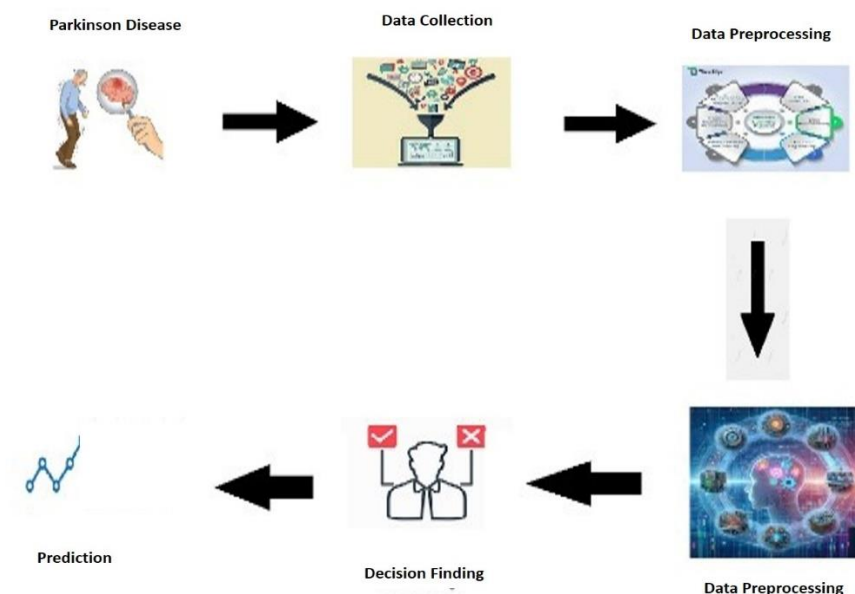 Parkinson Disease
Data Collection
Data Preprocessing
Prediction
Decision Finding
Data Preprocessing